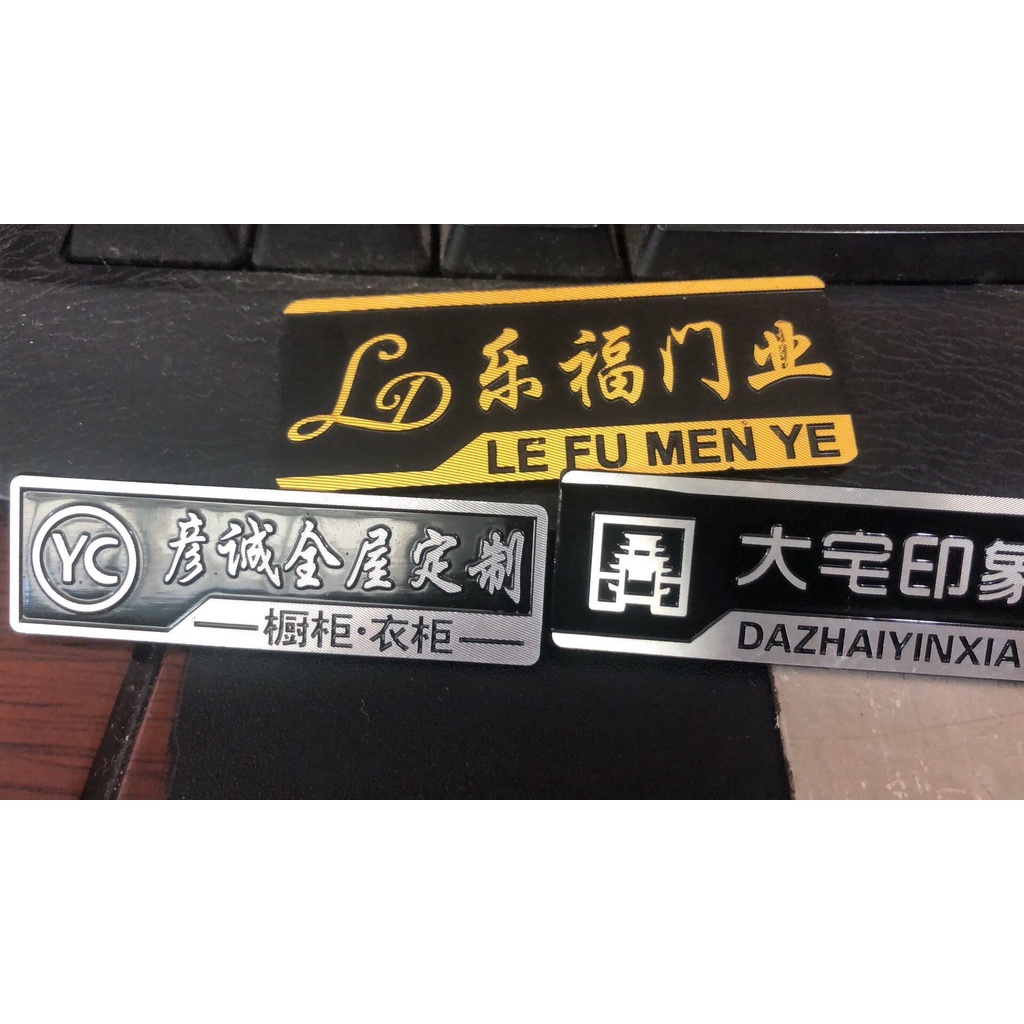 LD 乐福门业
LE FU MEN YE
YC 彦诚全屋定制
橱柜·衣柜
大宅印象
DAZHAIYINXIA